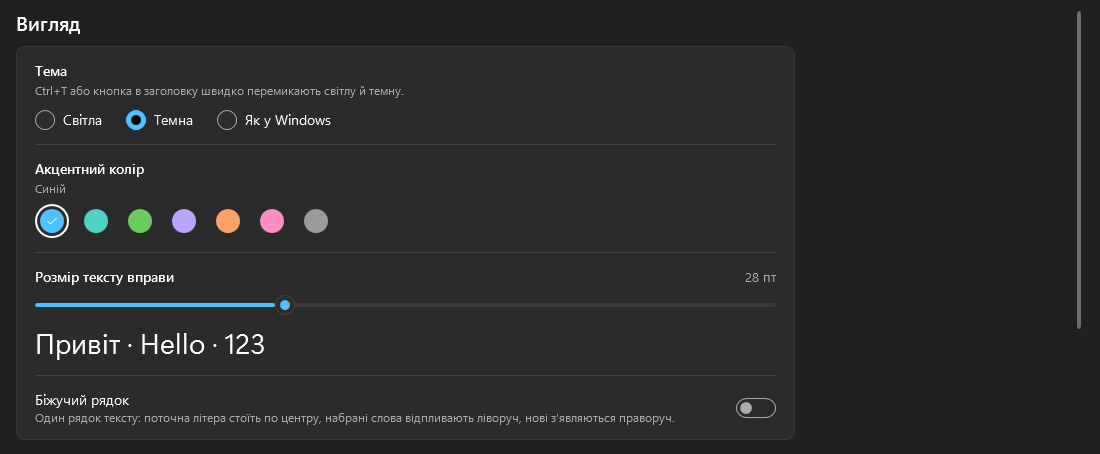 Вигляд
Тема
Ctrl+T або кнопка в заголовку швидко перемикають світлу й темну.
Світла Темна Як у Windows
Акцентний колір
Синій
Розмір тексту вправи 28 пт
Привіт · Hello · 123
Біжучий рядок
Один рядок тексту: поточна літера стоїть по центру, набрані слова відпливають ліворуч, нові з’являються праворуч.